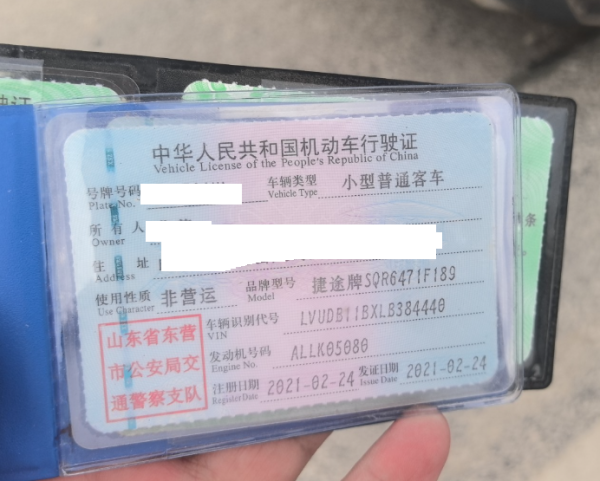 中华人民共和国机动车行驶证
Vehicle License of the People's Republic of China
号牌号码
Plate No.
车辆类型 小型普通客车
Vehicle Type
所有人
Owner
住址
Address
使用性质 非营运
Use Character
品牌型号 捷途牌SQR6471F189
Model
车辆识别代号 LVUDB11BXLB384440
VIN
发动机号码 ALLK05080
Engine No.
注册日期 2021-02-24
Register Date
发证日期 2021-02-24
Issue Date
山东省东营
市公安局交
通警察支队
条